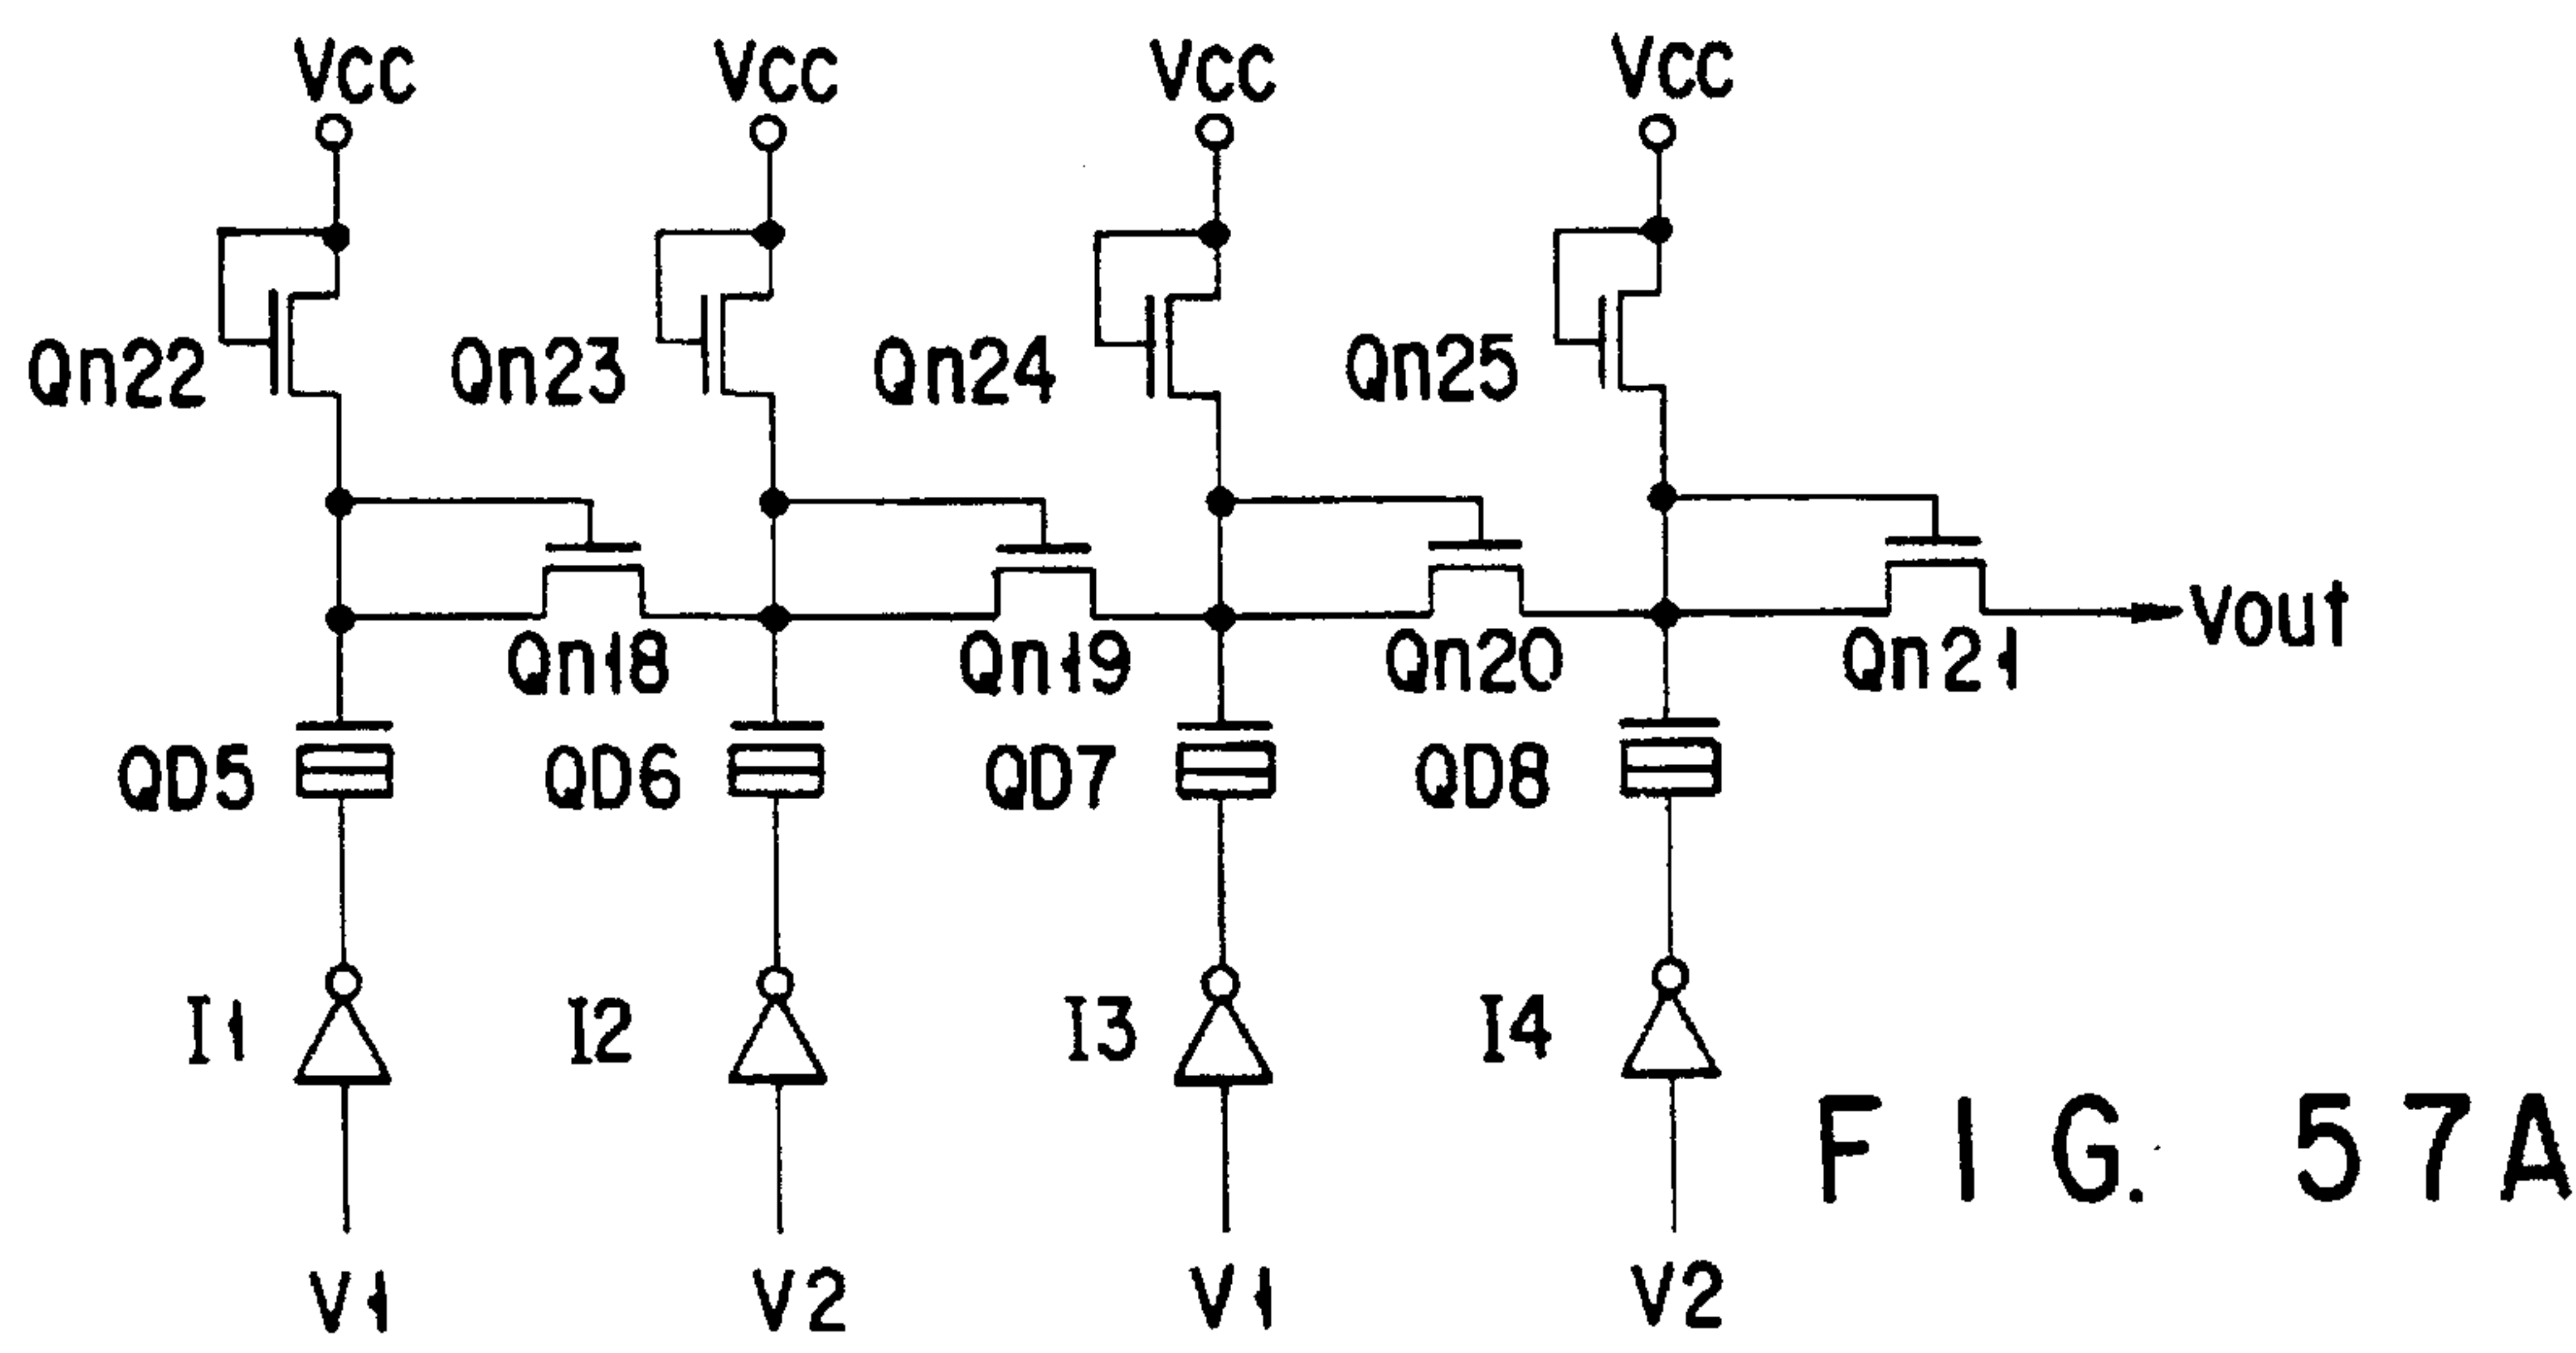 VCC VCC VCC VCC
Qn22 Qn23 Qn24 Qn25
Vout
Qn18 Qn19 Qn20 Qn21
QD5 QD6 QD7 QD8
I1 I2 I3 I4
FIG. 57A
V1 V2 V1 V2